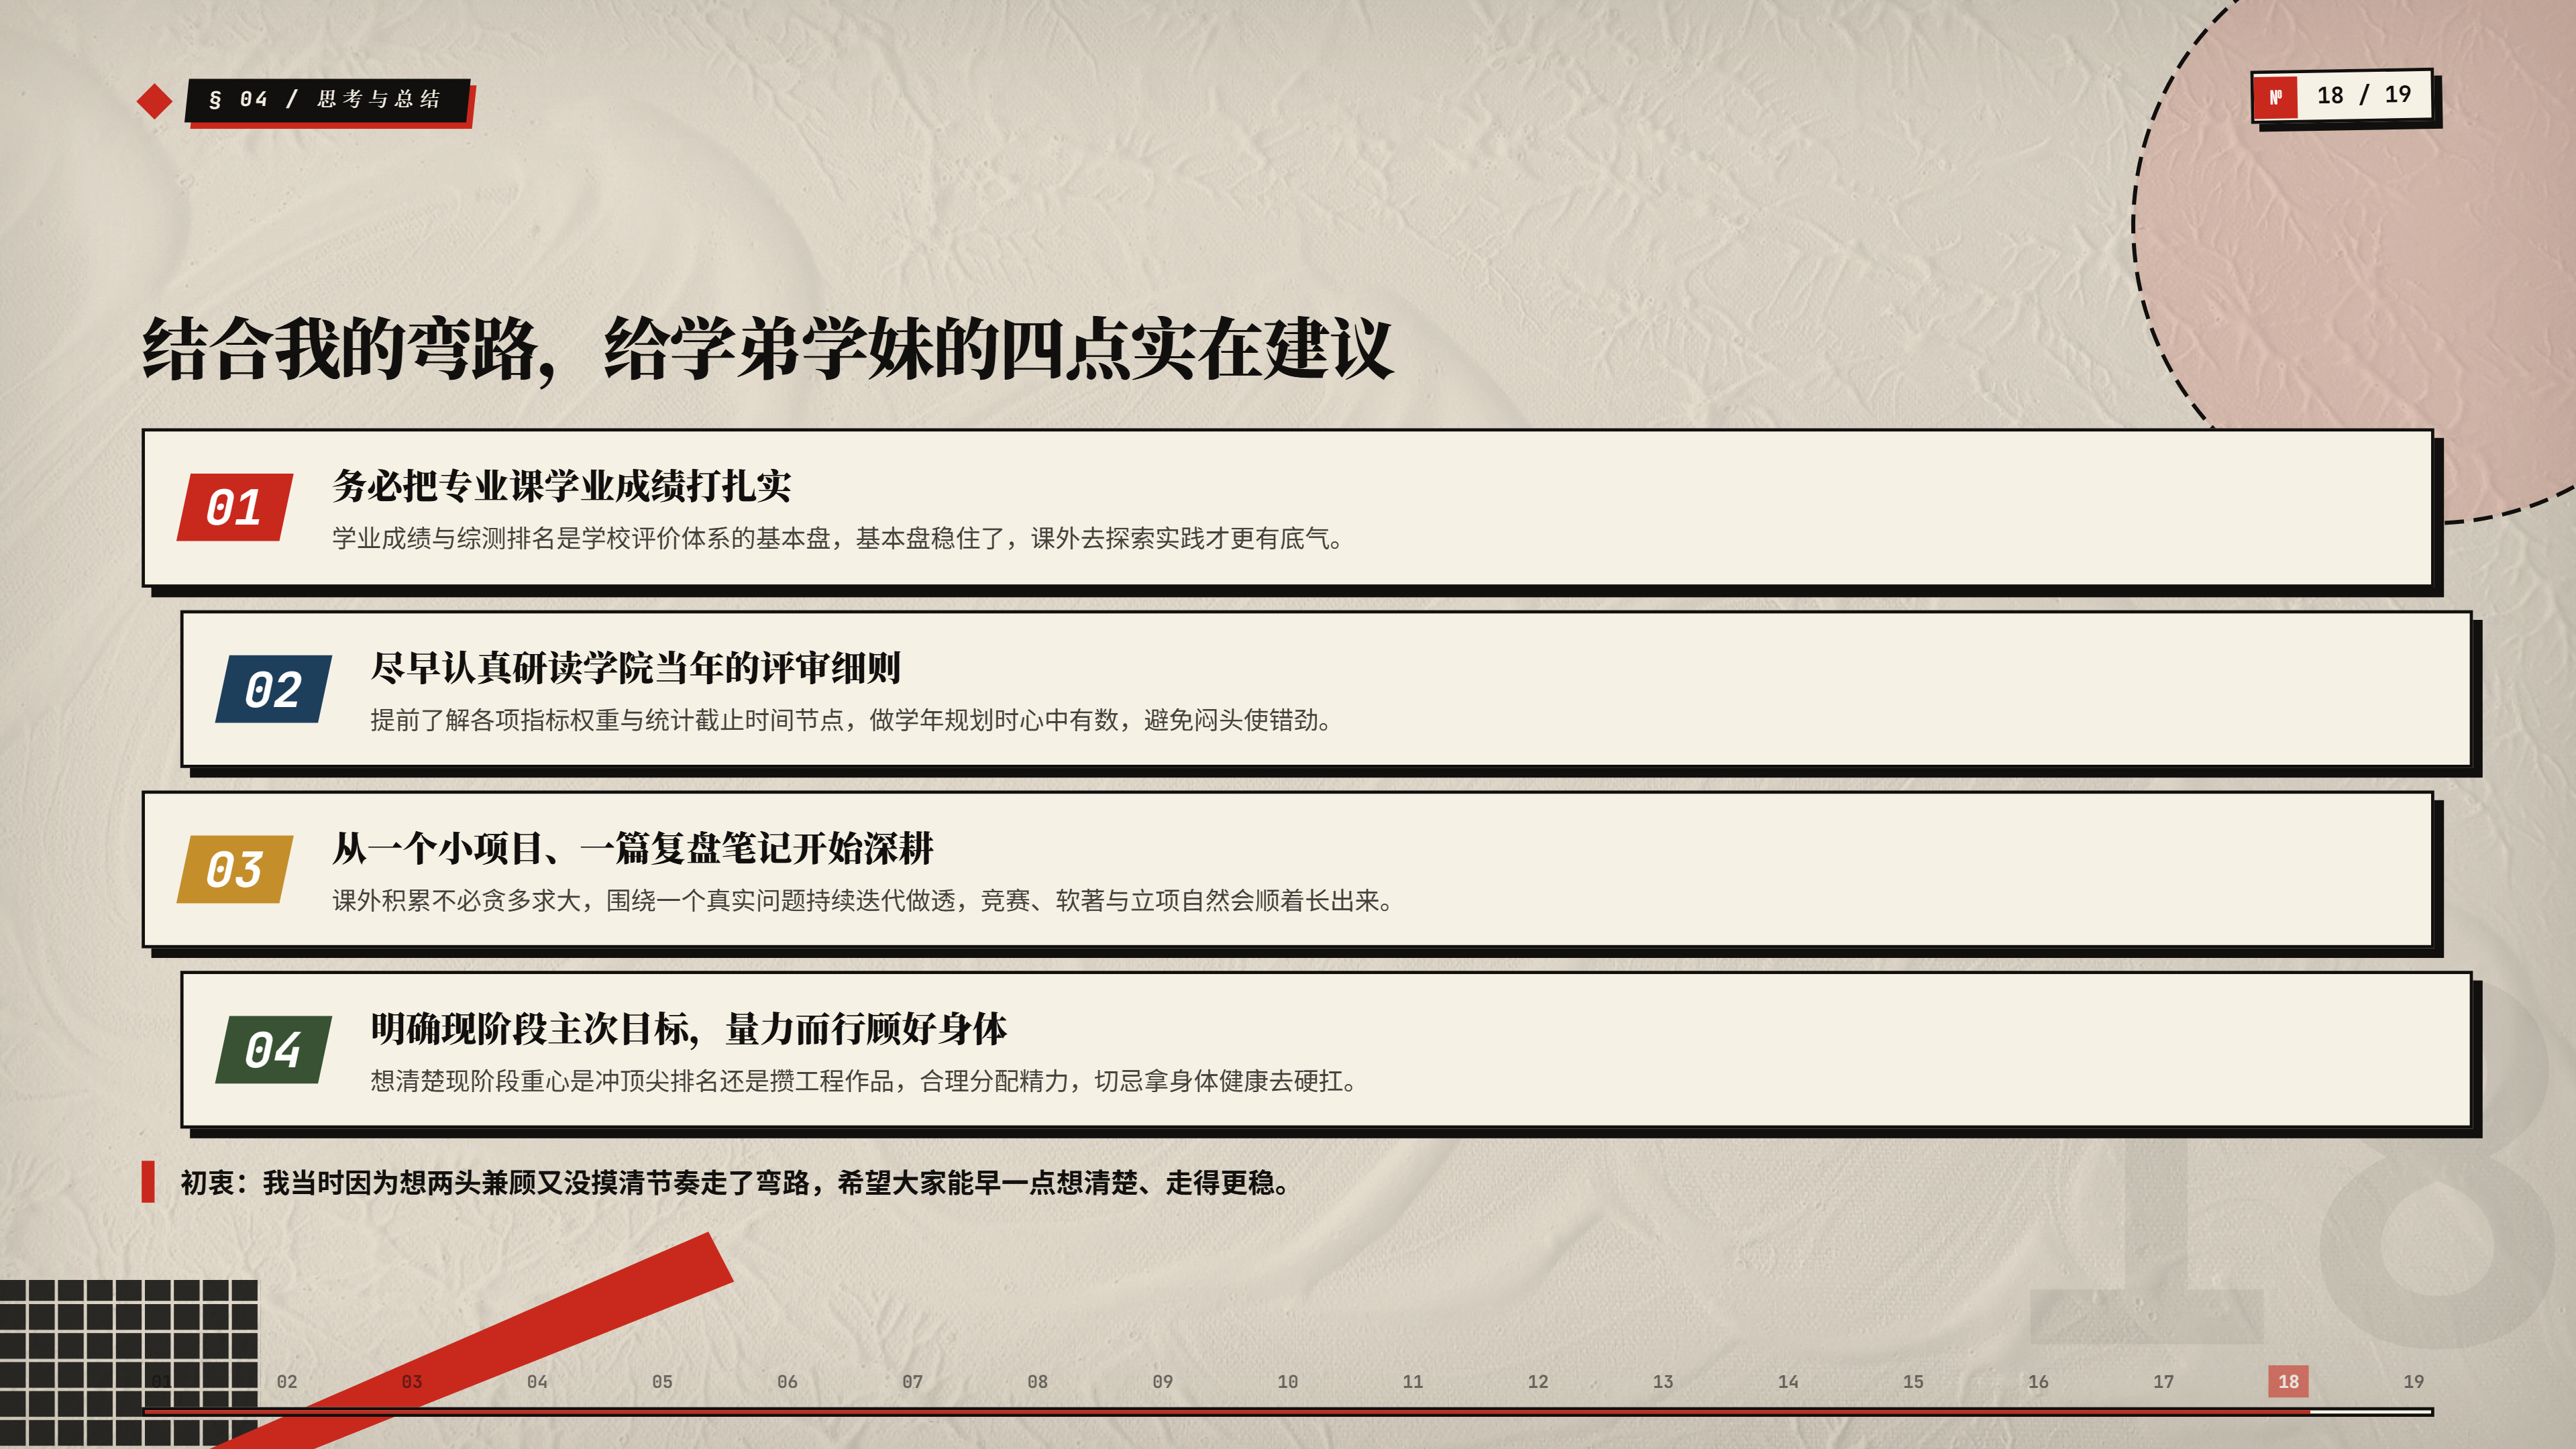 § 04 / 思考与总结
№ 18 / 19
结合我的弯路，给学弟学妹的四点实在建议
01
务必把专业课学业成绩打扎实
学业成绩与综测排名是学校评价体系的基本盘，基本盘稳住了，课外去探索实践才更有底气。
02
尽早认真研读学院当年的评审细则
提前了解各项指标权重与统计截止时间节点，做学年规划时心中有数，避免闷头使错劲。
03
从一个小项目、一篇复盘笔记开始深耕
课外积累不必贪多求大，围绕一个真实问题持续迭代做透，竞赛、软著与立项自然会顺着长出来。
04
明确现阶段主次目标，量力而行顾好身体
想清楚现阶段重心是冲顶尖排名还是攒工程作品，合理分配精力，切忌拿身体健康去硬扛。
初衷：我当时因为想两头兼顾又没摸清节奏走了弯路，希望大家能早一点想清楚、走得更稳。
18
01 02 03 04 05 06 07 08 09 10 11 12 13 14 15 16 17 18 19